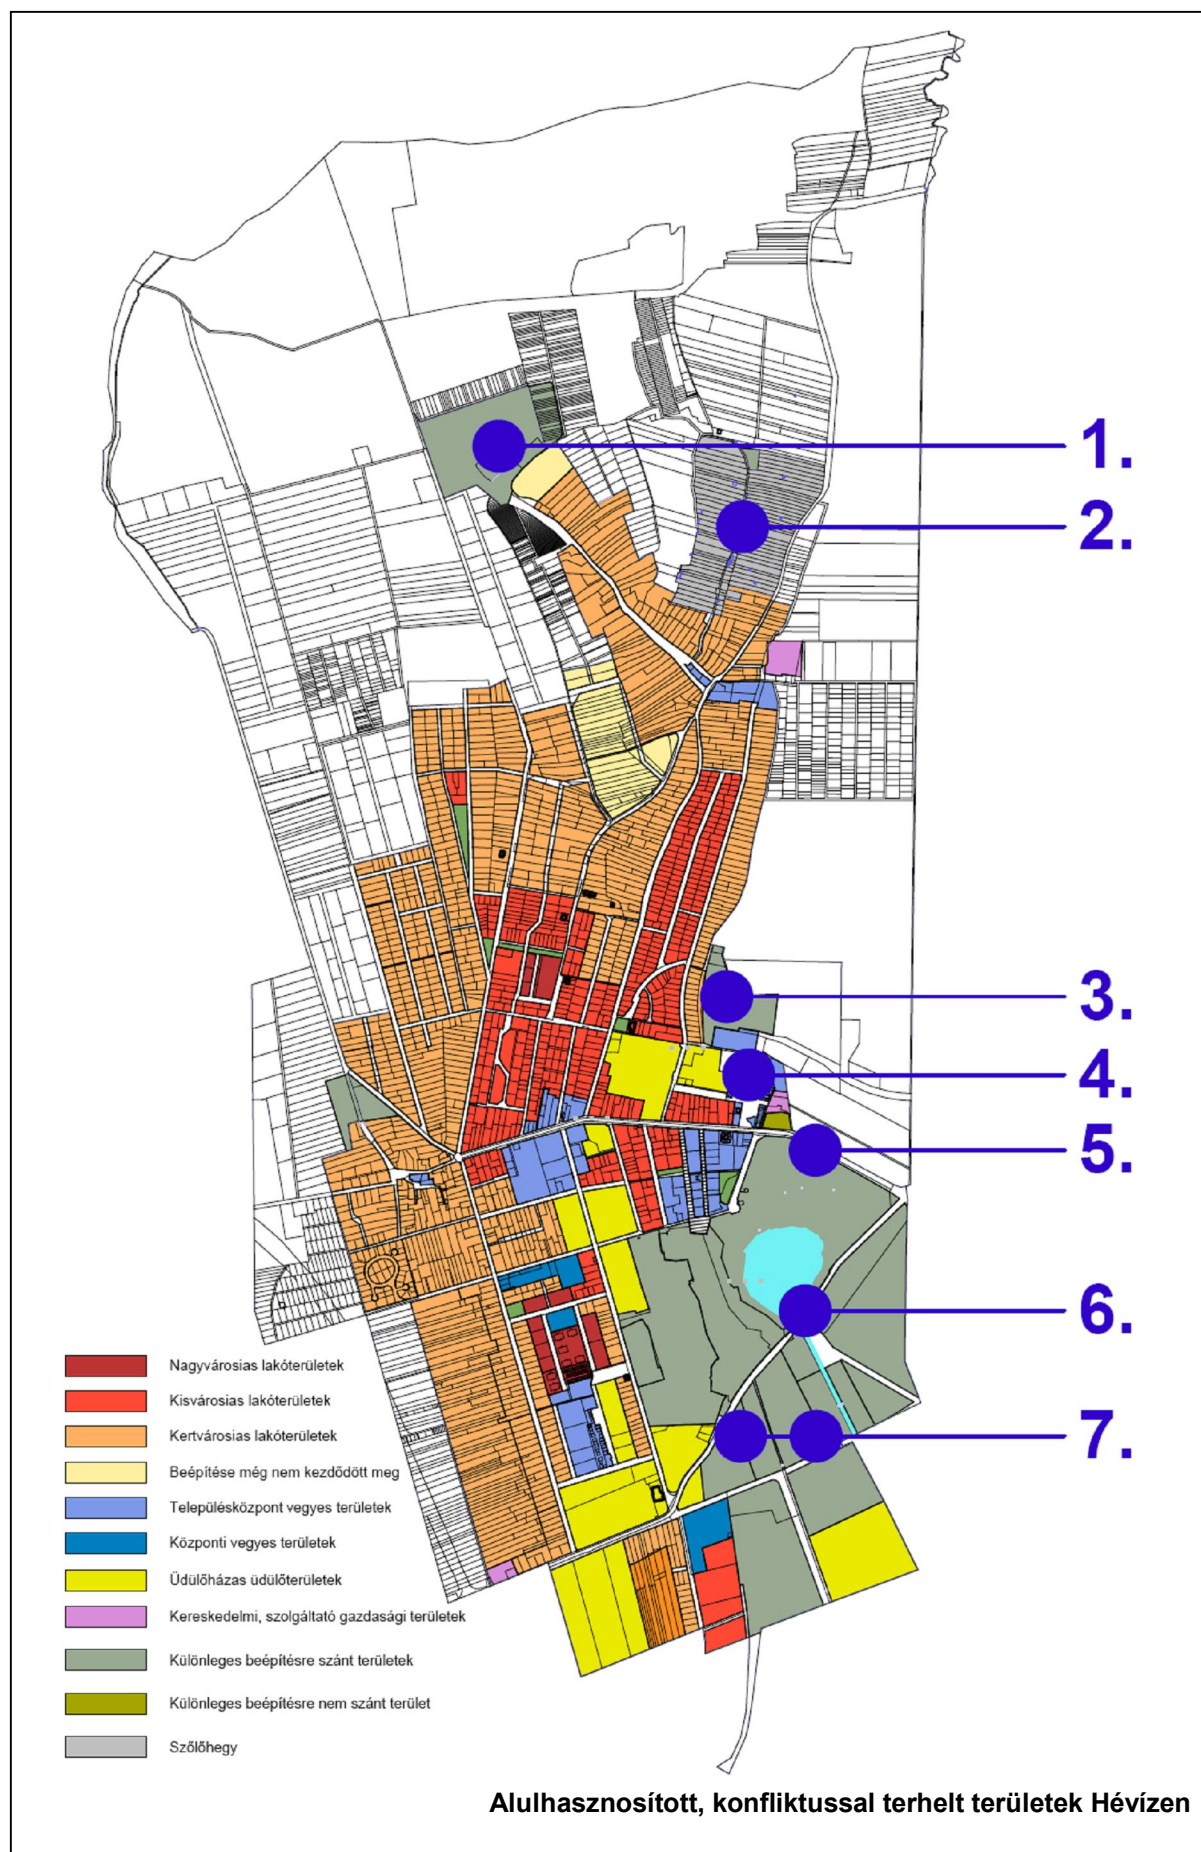 1.
2.
3.
4.
5.
6.
7.
Nagyvárosias lakóterületek
Kisvárosias lakóterületek
Kertvárosias lakóterületek
Beépítése még nem kezdődött meg
Településközpont vegyes területek
Központi vegyes területek
Üdülőházas üdülőterületek
Kereskedelmi, szolgáltató gazdasági területek
Különleges beépítésre szánt területek
Különleges beépítésre nem szánt terület
Szőlőhegy
Alulhasznosított, konfliktussal terhelt területek Hévízen